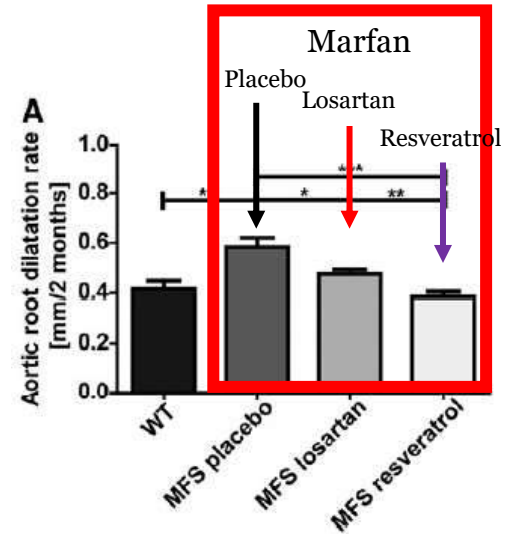 Marfan
Placebo
Losartan
Resveratrol
A
Aortic root dilatation rate
[mm/2 months]
1.0
0.8
0.6
0.4
0.2
0.0
***
*
*
**
WT
MFS placebo
MFS losartan
MFS resveratrol